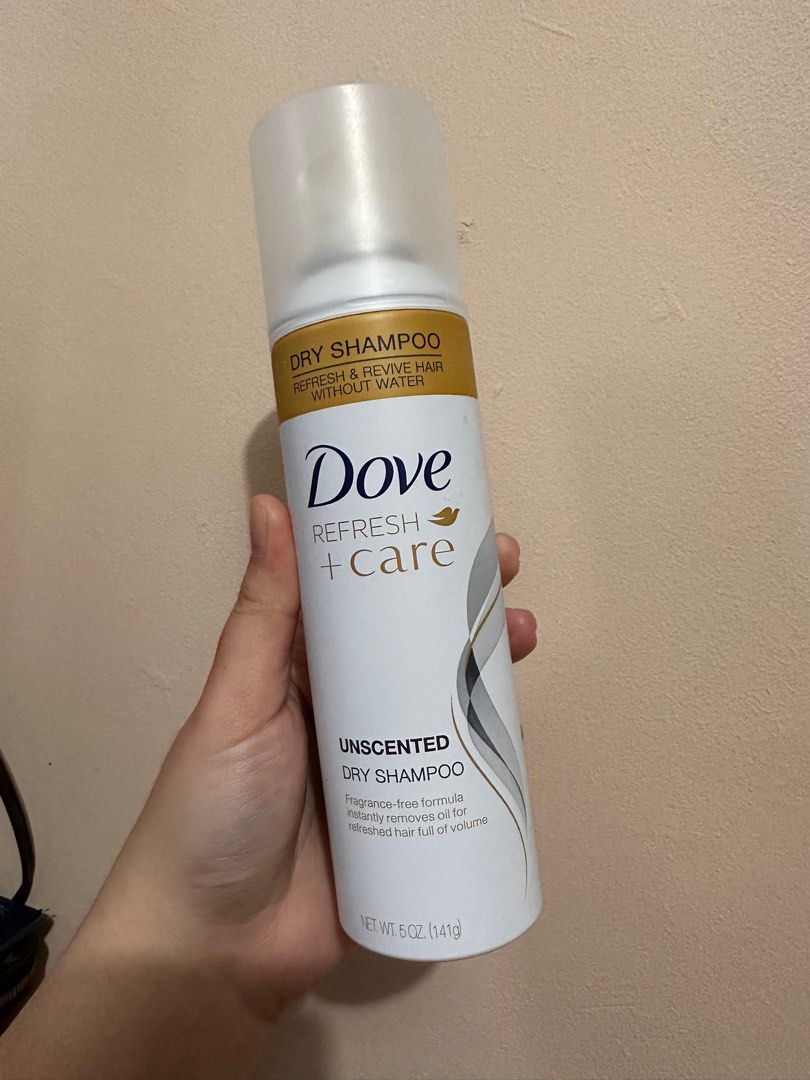 DRY SHAMPOO
REFRESH & REVIVE HAIR
WITHOUT WATER
Dove
REFRESH
+care
UNSCENTED
DRY SHAMPOO
Fragrance-free formula
instantly removes oil for
refreshed hair full of volume
NET. WT. 5 OZ. (141g)